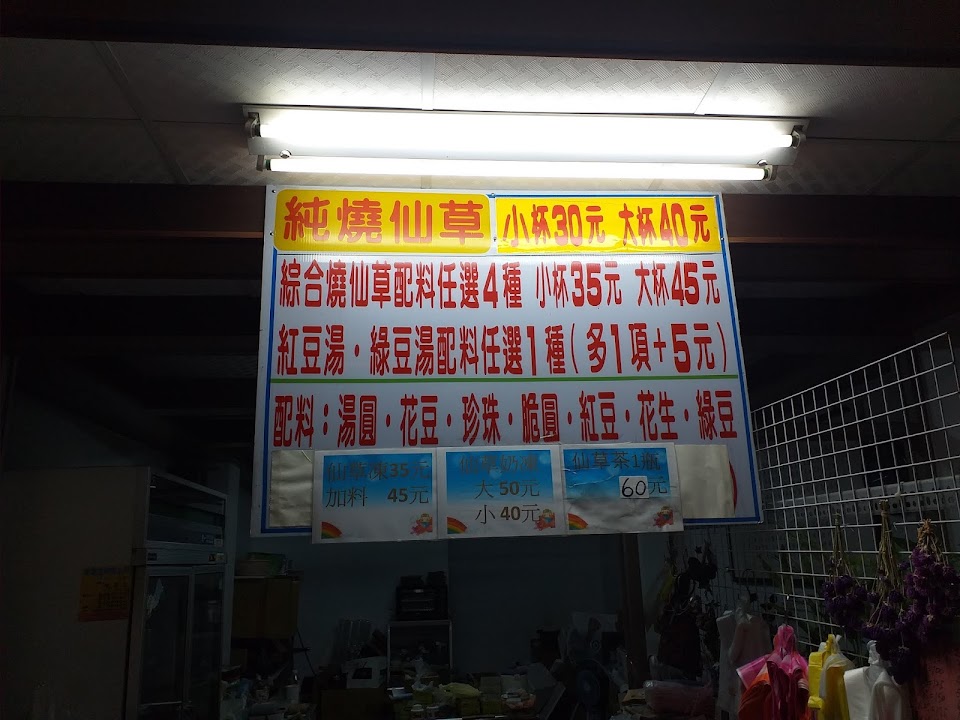 純燒仙草 小杯30元 大杯40元
綜合燒仙草配料任選4種 小杯35元 大杯45元
紅豆湯・綠豆湯配料任選1種(多1項+5元)
配料:湯圓・花豆・珍珠・脆圓・紅豆・花生・綠豆
仙草凍35元
加料 45元
仙草奶凍
大 50元
小 40元
仙草茶1瓶
60元